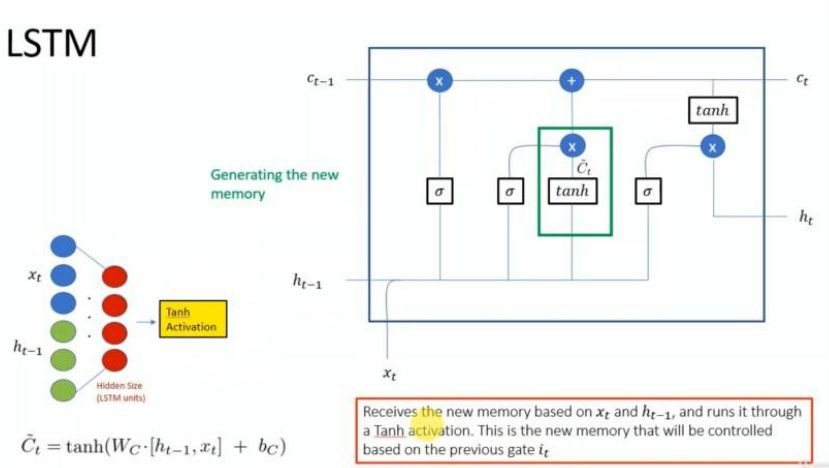 LSTM
c_{t-1}
x
+
c_t
tanh
x
x
C̃_t
Generating the new
memory
σ
σ
tanh
σ
h_t
h_{t-1}
x_t
x_t
h_{t-1}
Tanh
Activation
Hidden Size
(LSTM units)
C̃_t = tanh(W_C·[h_{t-1}, x_t] + b_C)
Receives the new memory based on x_t and h_{t-1}, and runs it through
a Tanh activation. This is the new memory that will be controlled
based on the previous gate i_t